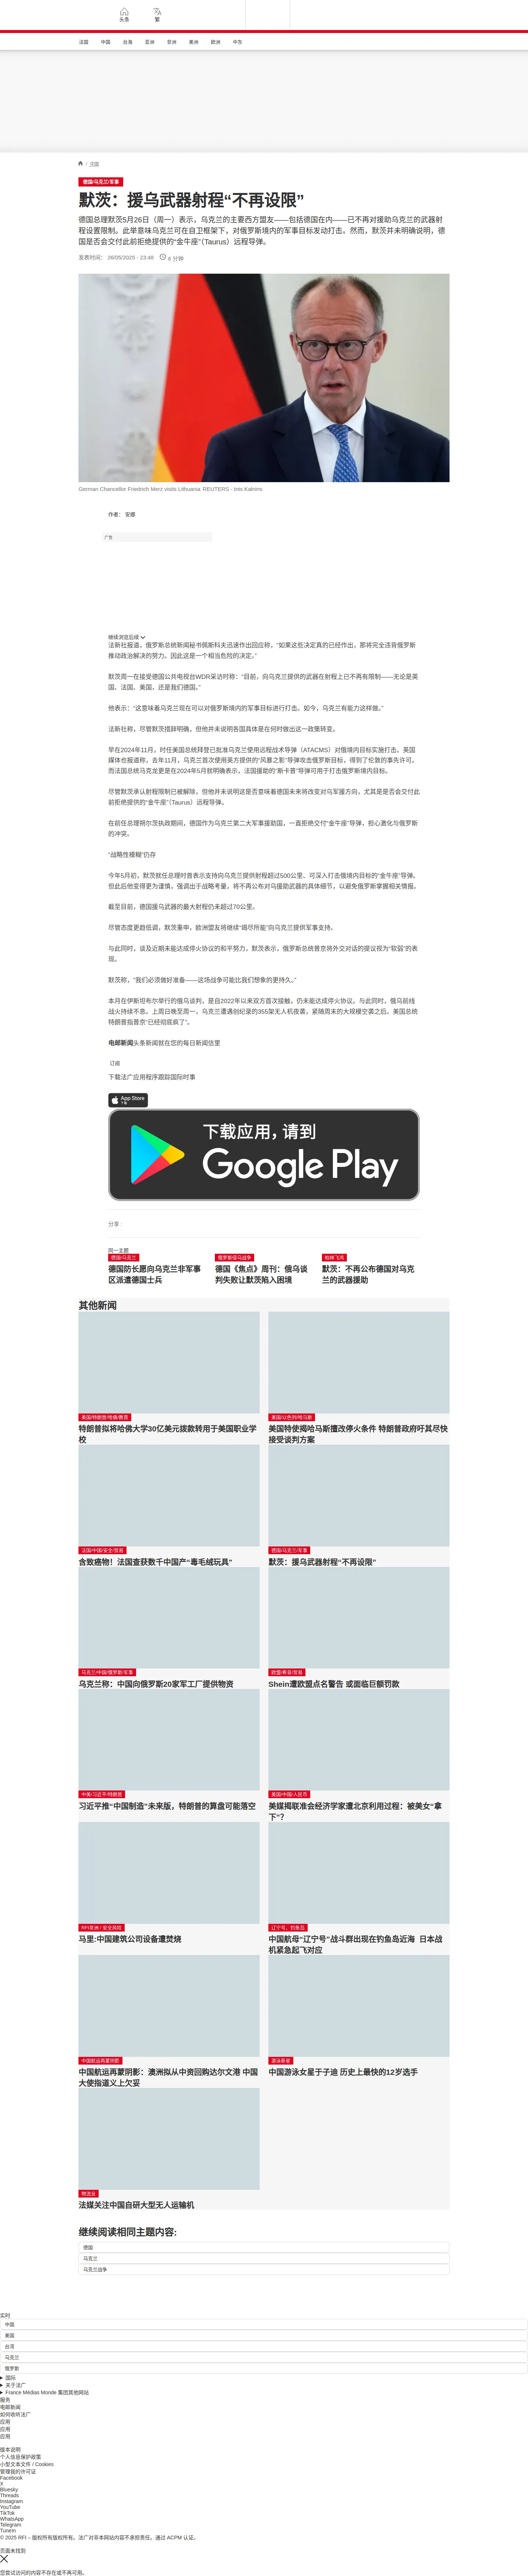 头条
繁
法国
中国
台海
亚洲
非洲
美洲
欧洲
中东
/ 中国
德国/乌克兰/军事
默茨：援乌武器射程“不再设限”
德国总理默茨5月26日（周一）表示，乌克兰的主要西方盟友——包括德国在内——已不再对援助乌克兰的武器射
程设置限制。此举意味乌克兰可在自卫框架下，对俄罗斯境内的军事目标发动打击。然而，默茨并未明确说明，德
国是否会交付此前拒绝提供的“金牛座”（Taurus）远程导弹。
发表时间： 26/05/2025 - 23:48
6 分钟
German Chancellor Friedrich Merz visits Lithuania REUTERS - Ints Kalnins
作者： 安娜
广告
继续浏览后续
法新社报道，俄罗斯总统新闻秘书佩斯科夫迅速作出回应称，“如果这些决定真的已经作出，那将完全违背俄罗斯
推动政治解决的努力。因此这是一个相当危险的决定。”
默茨周一在接受德国公共电视台WDR采访时称：“目前，向乌克兰提供的武器在射程上已不再有限制——无论是英
国、法国、美国，还是我们德国。”
他表示：“这意味着乌克兰现在可以对俄罗斯境内的军事目标进行打击。如今，乌克兰有能力这样做。”
法新社称，尽管默茨措辞明确，但他并未说明各国具体是在何时做出这一政策转变。
早在2024年11月，时任美国总统拜登已批准乌克兰使用远程战术导弹（ATACMS）对俄境内目标实施打击。英国
媒体也报道称，去年11月，乌克兰首次使用英方提供的“风暴之影”导弹攻击俄罗斯目标，得到了伦敦的事先许可。
而法国总统马克龙更是在2024年5月就明确表示，法国援助的“斯卡普”导弹可用于打击俄罗斯境内目标。
尽管默茨承认射程限制已被解除，但他并未说明这是否意味着德国未来将改变对乌军援方向，尤其是是否会交付此
前拒绝提供的“金牛座”（Taurus）远程导弹。
在前任总理朔尔茨执政期间，德国作为乌克兰第二大军事援助国，一直拒绝交付“金牛座”导弹，担心激化与俄罗斯
的冲突。
“战略性模糊”仍存
今年5月初，默茨就任总理时曾表示支持向乌克兰提供射程超过500公里、可深入打击俄境内目标的“金牛座”导弹。
但此后他变得更为谨慎，强调出于战略考量，将不再公布对乌援助武器的具体细节，以避免俄罗斯掌握相关情报。
截至目前，德国援乌武器的最大射程仍未超过70公里。
尽管态度更趋低调，默茨重申，欧洲盟友将继续“竭尽所能”向乌克兰提供军事支持。
与此同时，谈及近期未能达成停火协议的和平努力，默茨表示，俄罗斯总统普京将外交对话的提议视为“软弱”的表
现。
默茨称，“我们必须做好准备——这场战争可能比我们想象的更持久。”
本月在伊斯坦布尔举行的俄乌谈判，是自2022年以来双方首次接触，仍未能达成停火协议。与此同时，俄乌前线
战火持续不息。上周日晚至周一，乌克兰遭遇创纪录的355架无人机夜袭，紧随周末的大规模空袭之后。美国总统
特朗普指普京“已经彻底疯了”。
电邮新闻头条新闻就在您的每日新闻信里
订阅
下载法广应用程序跟踪国际时事
App Store
下载
下载应用，请到
Google Play
分享 :
同一主题
德国/乌克兰
德国防长愿向乌克兰非军事
区派遣德国士兵
俄罗斯侵乌战争
德国《焦点》周刊：俄乌谈
判失败让默茨陷入困境
柏林飞鸿
默茨：不再公布德国对乌克
兰的武器援助
其他新闻
美国/特朗普/哈佛/教育
特朗普拟将哈佛大学30亿美元拨款转用于美国职业学
校
美国/以色列/哈马斯
美国特使揭哈马斯擅改停火条件 特朗普政府吁其尽快
接受谈判方案
法国/中国/安全/贸易
含致癌物！法国查获数千中国产“毒毛绒玩具”
德国/乌克兰/军事
默茨：援乌武器射程“不再设限”
乌克兰/中国/俄罗斯/军事
乌克兰称：中国向俄罗斯20家军工厂提供物资
欧盟/希音/贸易
Shein遭欧盟点名警告 或面临巨额罚款
中美/习近平/特朗普
习近平推“中国制造”未来版，特朗普的算盘可能落空
美国/中国/人民币
美媒揭联准会经济学家遭北京利用过程：被美女“拿
下”？
RFI非洲 / 安全风险
马里:中国建筑公司设备遭焚烧
辽宁号、钓鱼岛
中国航母“辽宁号”战斗群出现在钓鱼岛近海 日本战
机紧急起飞对应
中国航运再蒙阴影
中国航运再蒙阴影：澳洲拟从中资回购达尔文港 中国
大使指道义上欠妥
游泳新星
中国游泳女星于子迪 历史上最快的12岁选手
物流业
法媒关注中国自研大型无人运输机
继续阅读相同主题内容:
德国
乌克兰
乌克兰战争
实时
中国
美国
台湾
乌克兰
俄罗斯
国际
关于法广
France Médias Monde 集团其他网站
服务
电邮新闻
如何收听法广
应用
应用
应用
版本说明
个人信息保护政策
小型文本文件 / Cookies
管理我的许可证
Facebook
X
Bluesky
Threads
Instagram
YouTube
TikTok
WhatsApp
Telegram
TuneIn
© 2025 RFI – 版权所有版权所有。法广对非本网站内容不承担责任。通过 ACPM 认证。
页面未找到
您尝试访问的内容不存在或不再可用。